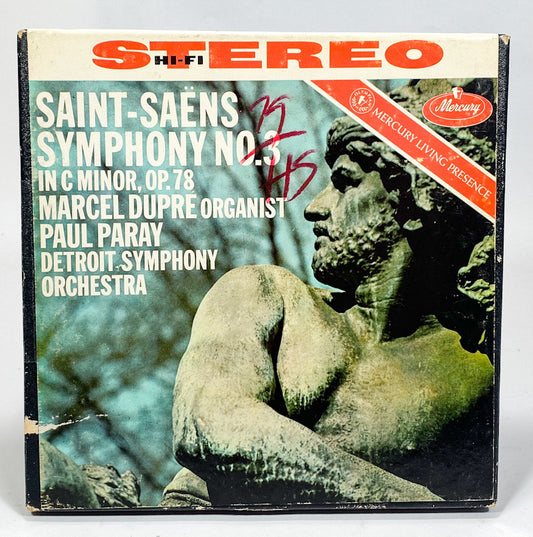 STEREO
HI-FI
SAINT-SAËNS
SYMPHONY NO.3
IN C MINOR, OP.78
MARCEL DUPRE ORGANIST
PAUL PARAY
DETROIT SYMPHONY
ORCHESTRA
MERCURY LIVING PRESENCE
Mercury